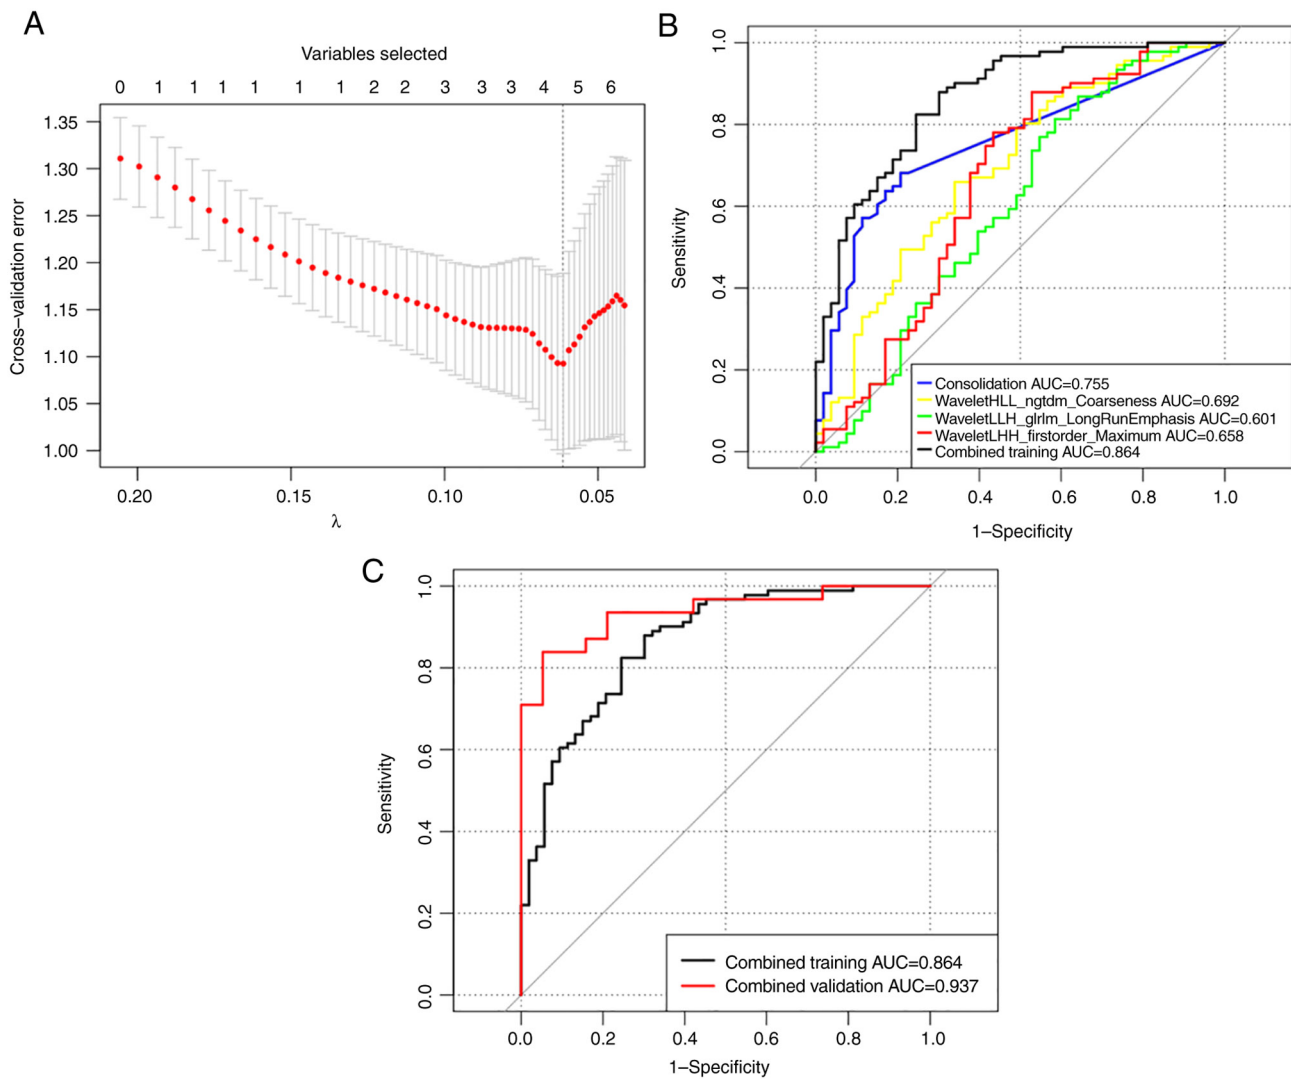 A
Variables selected
0 1 1 1 1 1 1 2 2 3 3 3 4 5 6
1.35
1.30
1.25
1.20
1.15
1.10
1.05
1.00
Cross–validation error
0.20 0.15 0.10 0.05
λ
B
1.0
0.8
0.6
0.4
0.2
0.0
Sensitivity
Consolidation AUC=0.755
WaveletHLL_ngtdm_Coarseness AUC=0.692
WaveletLLH_glrlm_LongRunEmphasis AUC=0.601
WaveletLHH_firstorder_Maximum AUC=0.658
Combined training AUC=0.864
0.0 0.2 0.4 0.6 0.8 1.0
1–Specificity
C
1.0
0.8
0.6
0.4
0.2
0.0
Sensitivity
Combined training AUC=0.864
Combined validation AUC=0.937
0.0 0.2 0.4 0.6 0.8 1.0
1–Specificity